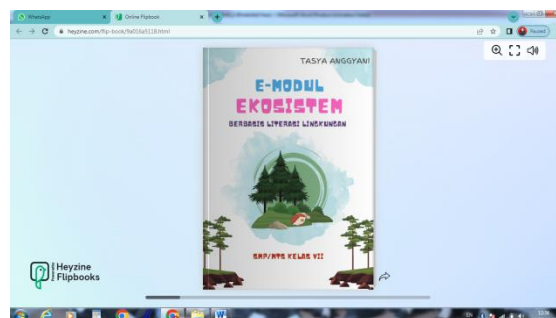 WhatsApp
Online Flipbook
heyzine.com/flip-book/
Paused
TASYA ANGGYANI
E-MODUL
EKOSISTEM
BERBASIS LITERASI LINGKUNGAN
SMP/MTS KELAS VII
Heyzine
Flipbooks
EN